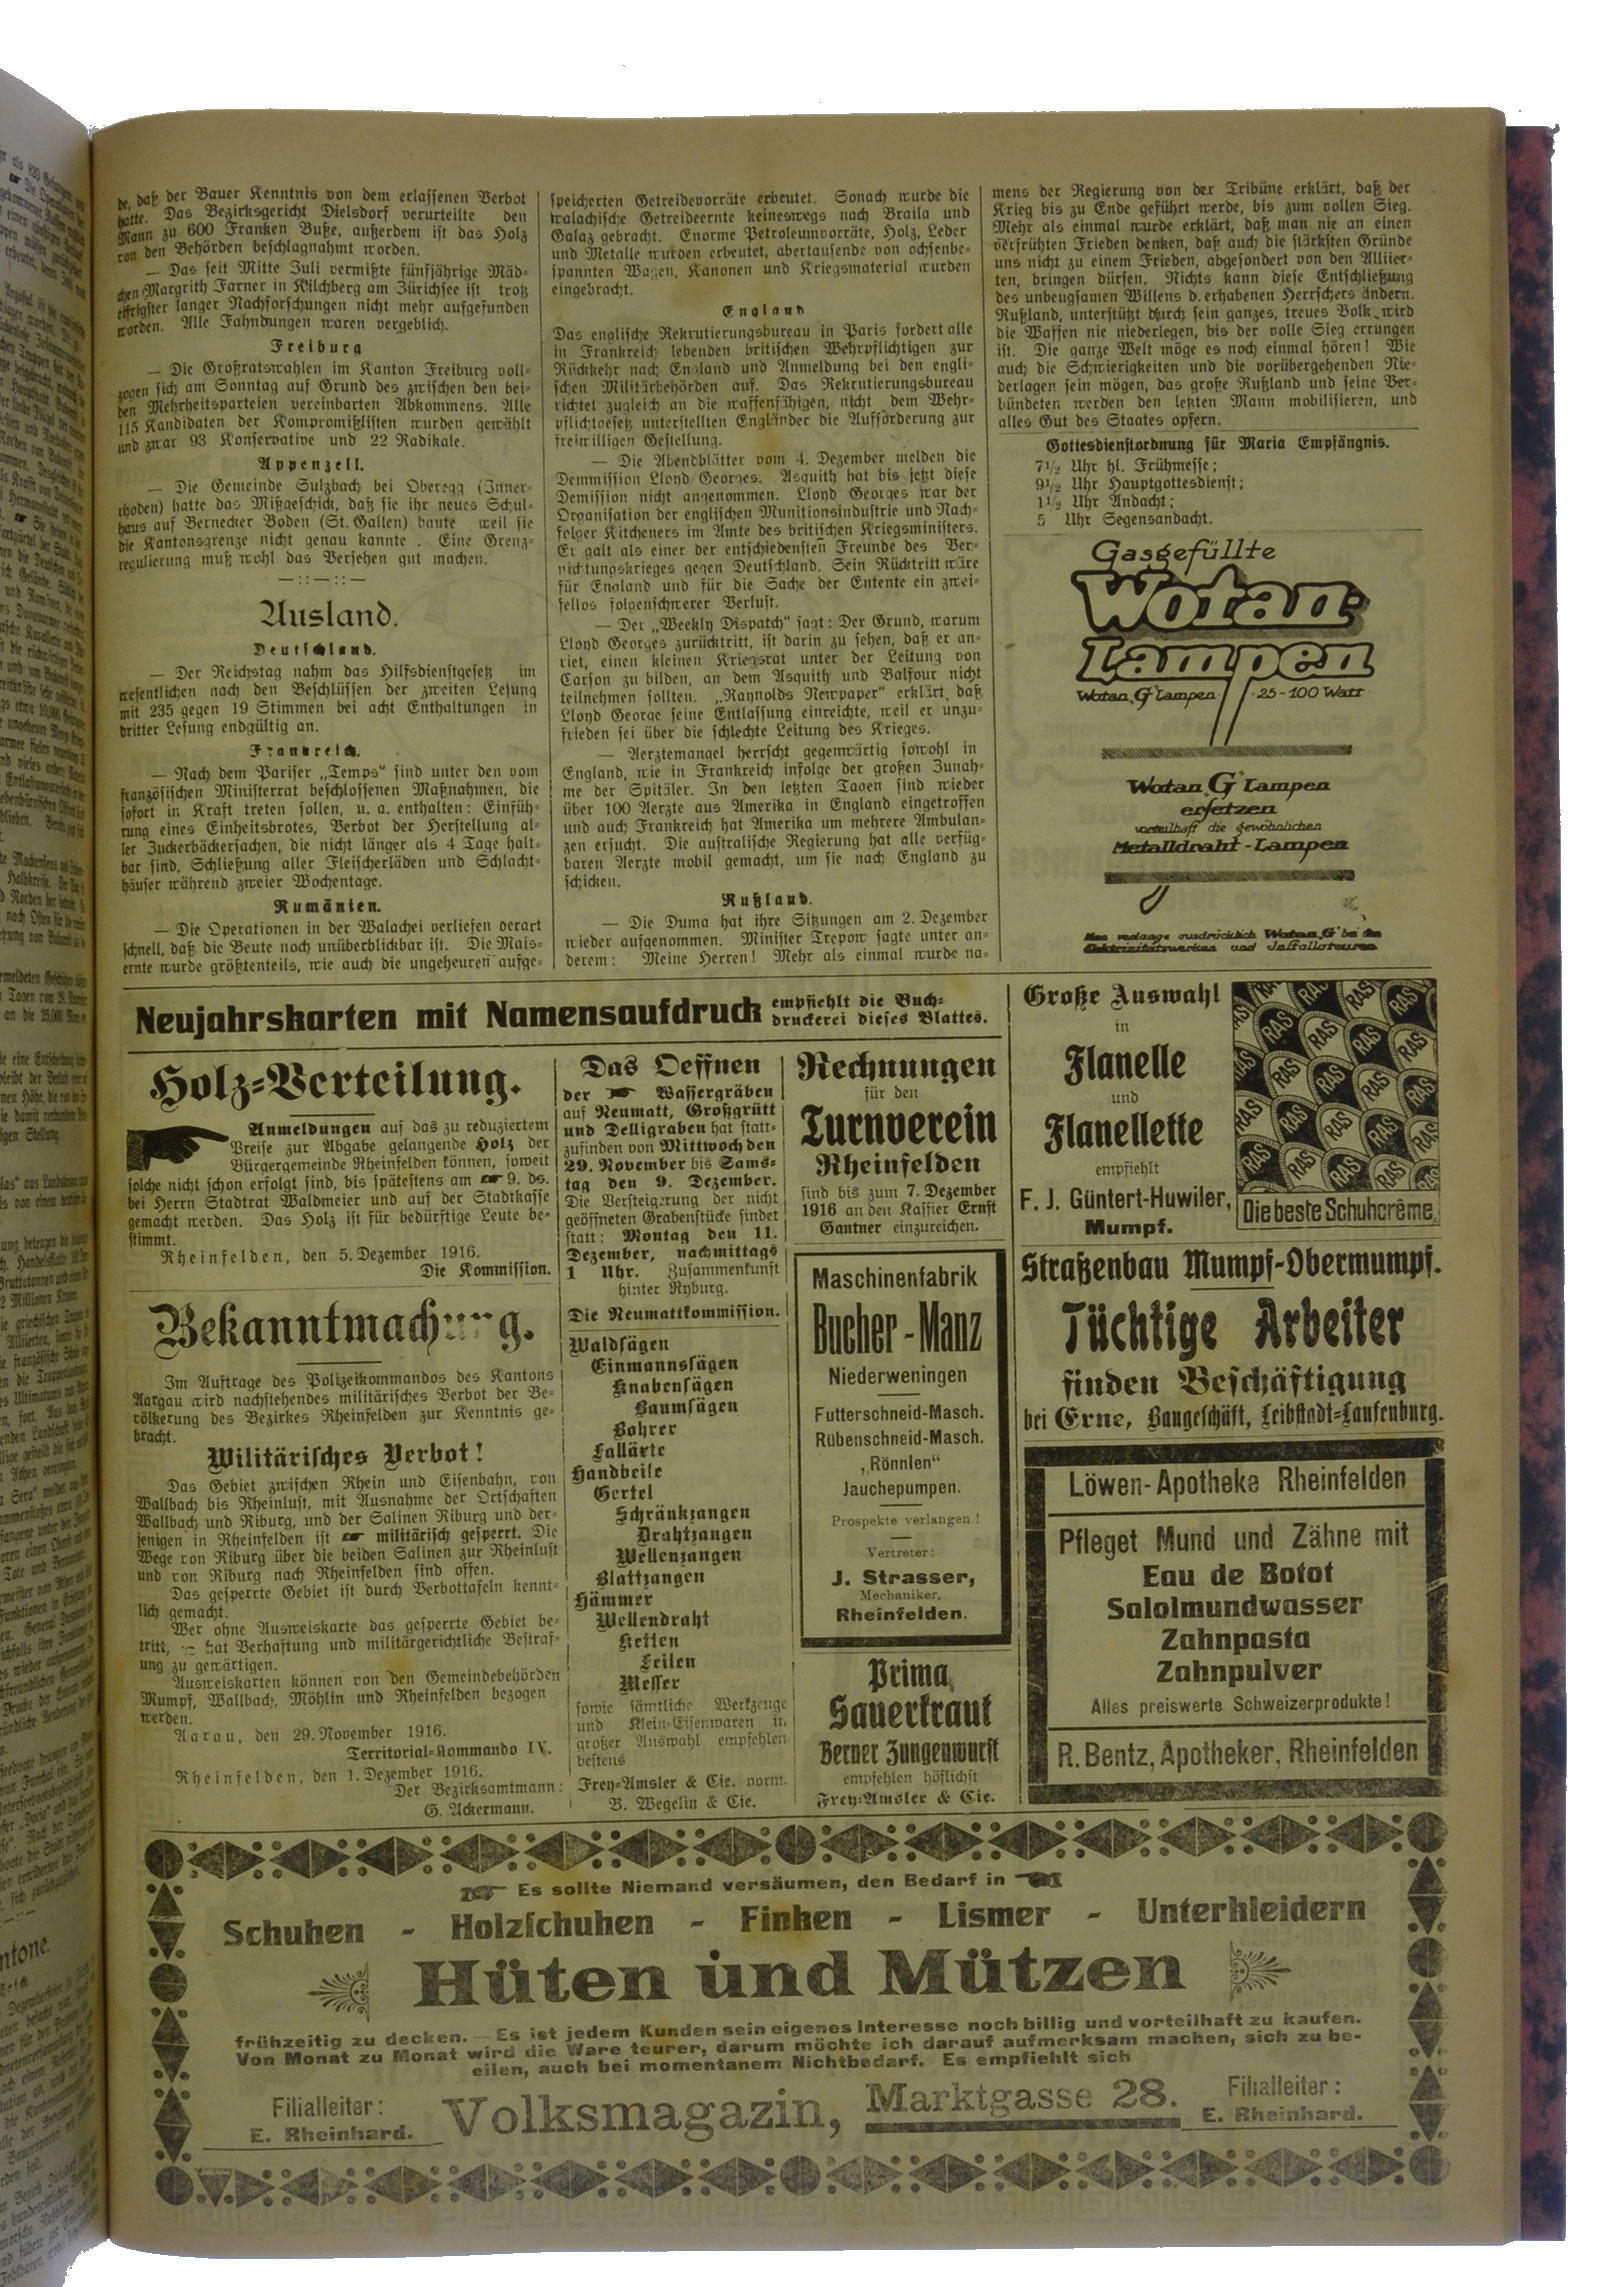 de, daß der Bauer Kenntnis von dem erlassenen Verbot
hatte. Das Bezirksgericht Dielsdorf verurteilte den
Mann zu 600 Franken Buße, außerdem ist das Holz
von den Behörden beschlagnahmt worden.
— Das seit Mitte Juli vermißte fünfjährige Mäd-
chen Margrith Farner in Kilchberg am Zürichsee ist trotz
eifrigster langer Nachforschungen nicht mehr aufgefunden
worden. Alle Fahndungen waren vergeblich.
Freiburg
— Die Großratswahlen im Kanton Freiburg voll-
zogen sich am Sonntag auf Grund des zwischen den bei-
den Mehrheitsparteien vereinbarten Abkommens. Alle
115 Kandidaten der Kompromißlisten wurden gewählt
und zwar 93 Konservative und 22 Radikale.
Appenzell.
— Die Gemeinde Sulzbach bei Oberegg (Inner-
rhoden) hatte das Mißgeschick, daß sie ihr neues Schul-
haus auf Bernecker Boden (St. Gallen) baute weil sie
die Kantonsgrenze nicht genau kannte . Eine Grenz-
regulierung muß wohl das Versehen gut machen.
—::—::—
Ausland.
Deutschland.
— Der Reichstag nahm das Hilfsdienstgesetz im
wesentlichen nach den Beschlüssen der zweiten Lesung
mit 235 gegen 19 Stimmen bei acht Enthaltungen in
dritter Lesung endgültig an.
Frankreich.
— Nach dem Pariser „Temps“ sind unter den vom
französischen Ministerrat beschlossenen Maßnahmen, die
sofort in Kraft treten sollen, u. a. enthalten: Einfüh-
rung eines Einheitsbrotes, Verbot der Herstellung al-
ler Zuckerbäckersachen, die nicht länger als 4 Tage halt-
bar sind, Schließung aller Fleischerläden und Schlacht-
häuser während zweier Wochentage.
Rumänien.
— Die Operationen in der Walachei verliefen derart
schnell, daß die Beute noch unüberblickbar ist. Die Mais-
ernte wurde größtenteils, wie auch die ungeheuren aufge-
speicherten Getreidevorräte erbeutet. Sonach wurde die
walachische Getreideernte keineswegs nach Braila und
Galaz gebracht. Enorme Petroleumvorräte, Holz, Leder
und Metalle wurden erbeutet, abertausende von ochsenbe-
spannten Wagen, Kanonen und Kriegsmaterial wurden
eingebracht.
England
Das englische Rekrutierungsbureau in Paris fordert alle
in Frankreich lebenden britischen Wehrpflichtigen zur
Rückkehr nach England und Anmeldung bei den engli-
schen Militärbehörden auf. Das Rekrutierungsbureau
richtet zugleich an die waffenfähigen, nicht dem Wehr-
pflichtgesetz unterstellten Engländer die Aufforderung zur
freiwilligen Gestellung.
— Die Abendblätter vom 4. Dezember melden die
Demmission Lloyd Georges. Asquith hat bis jetzt diese
Demission nicht angenommen. Lloyd Georges war der
Organisation der englischen Munitionsindustrie und Nach-
folger Kitcheners im Amte des britischen Kriegsministers.
Er galt als einer der entschiedensten Freunde des Ver-
nichtungskrieges gegen Deutschland. Sein Rücktritt wäre
für England und für die Sache der Entente ein zwei-
fellos folgenschwerer Verlust.
— Der „Weekly Dispatch“ sagt: Der Grund, warum
Lloyd Georges zurücktritt, ist darin zu sehen, daß er an-
riet, einen kleinen Kriegsrat unter der Leitung von
Carson zu bilden, an dem Asquith und Balfour nicht
teilnehmen sollten. „Raynolds Newpaper“ erklärt, daß
Lloyd George seine Entlassung einreichte, weil er unzu-
frieden sei über die schlechte Leitung des Krieges.
— Aerztemangel herrscht gegenwärtig sowohl in
England, wie in Frankreich infolge der großen Zunah-
me der Spitäler. In den letzten Tagen sind wieder
über 100 Aerzte aus Amerika in England eingetroffen
und auch Frankreich hat Amerika um mehrere Ambulan-
zen ersucht. Die australische Regierung hat alle verfüg-
baren Aerzte mobil gemacht, um sie nach England zu
schicken.
Rußland.
— Die Duma hat ihre Sitzungen am 2. Dezember
wieder aufgenommen. Minister Trepow sagte unter an-
derem: Meine Herren! Mehr als einmal wurde na-
mens der Regierung von der Tribüne erklärt, daß der
Krieg bis zu Ende geführt werde, bis zum vollen Sieg.
Mehr als einmal wurde erklärt, daß man nie an einen
verfrühten Frieden denken, daß auch die stärksten Gründe
uns nicht zu einem Frieden, abgesondert von den Alliier-
ten, bringen dürfen. Nichts kann diese Entschließung
des unbeugsamen Willens d. erhabenen Herrschers ändern.
Rußland, unterstützt durch sein ganzes, treues Volk wird
die Waffen nie niederlegen, bis der volle Sieg errungen
ist. Die ganze Welt möge es noch einmal hören! Wie
auch die Schwierigkeiten und die vorübergehenden Nie-
derlagen sein mögen, das große Rußland und seine Ver-
bündeten werden den letzten Mann mobilisieren, und
alles Gut des Staates opfern.
Gottesdienstordnung für Maria Empfängnis.
7½ Uhr hl. Frühmesse;
9½ Uhr Hauptgottesdienst;
1½ Uhr Andacht;
5 Uhr Segensandacht.
Gasgefüllte
Wotan-
Lampen
Wotan „G“ Lampen 25-100 Watt
Wotan „G“ Lampen
ersetzen
vorteilhaft die gewöhnlichen
Metalldraht-Lampen
Man verlange ausdrücklich Wotan „G“ bei den
Elektrizitätswerken und Installateuren
Neujahrskarten mit Namensaufdruck empfiehlt die Buch-
druckerei dieses Blattes.
Holz-Verteilung.
Anmeldungen auf das zu reduziertem
Preise zur Abgabe gelangende Holz der
Bürgergemeinde Rheinfelden können, soweit
solche nicht schon erfolgt sind, bis spätestens am ☛ 9. ds.
bei Herrn Stadtrat Waldmeier und auf der Stadtkasse
gemacht werden. Das Holz ist für bedürftige Leute be-
stimmt.
Rheinfelden, den 5. Dezember 1916.
Die Kommission.
Bekanntmachung.
Im Auftrage des Polizeikommandos des Kantons
Aargau wird nachstehendes militärisches Verbot der Be-
völkerung des Bezirkes Rheinfelden zur Kenntnis ge-
bracht.
Militärisches Verbot!
Das Gebiet zwischen Rhein und Eisenbahn, von
Wallbach bis Rheinlust, mit Ausnahme der Ortschaften
Wallbach und Riburg, und der Salinen Riburg und der-
jenigen in Rheinfelden ist ☛ militärisch gesperrt. Die
Wege von Riburg über die beiden Salinen zur Rheinlust
und von Riburg nach Rheinfelden sind offen.
Das gesperrte Gebiet ist durch Verbottafeln kennt-
lich gemacht.
Wer ohne Ausweiskarte das gesperrte Gebiet be-
tritt, hat Verhaftung und militärgerichtliche Bestraf-
ung zu gewärtigen.
Ausweiskarten können von den Gemeindebehörden
Mumpf, Wallbach, Möhlin und Rheinfelden bezogen
werden.
Aarau, den 29. November 1916.
Territorial-Kommando IV.
Rheinfelden, den 1. Dezember 1916.
Der Bezirksamtmann:
G. Ackermann.
Das Oeffnen
der ☛ Wassergräben
auf Neumatt, Großgrütt
und Delligraben hat statt-
zufinden von Mittwoch den
29. November bis Sams-
tag den 9. Dezember.
Die Versteigerung der nicht
geöffneten Grabenstücke findet
statt: Montag den 11.
Dezember, nachmittags
1 Uhr. Zusammenkunft
hinter Ryburg.
Die Neumattkommission.
Waldsägen
Einmannssägen
Knabensägen
Baumsägen
Bohrer
Falläxte
Handbeile
Gertel
Schränkzangen
Drahtzangen
Wellenzangen
Blattzangen
Hämmer
Wellendraht
Ketten
Feilen
Messer
sowie sämtliche Werkzeuge
und Klein-Eisenwaren in
großer Auswahl empfehlen
bestens
Frey-Amsler & Cie. vorm.
B. Wegelin & Cie.
Rechnungen
für den
Turnverein
Rheinfelden
sind bis zum 7. Dezember
1916 an den Kassier Ernst
Gantner einzureichen.
Maschinenfabrik
Bucher-Manz
Niederweningen
Futterschneid-Masch.
Rübenschneid-Masch.
„Rönnlen“
Jauchepumpen.
Prospekte verlangen!
Vertreter:
J. Strasser,
Mechaniker,
Rheinfelden.
Prima
Sauerkraut
Berner Zungenwurst
empfehlen höflichst
Frey-Amsler & Cie.
Große Auswahl
in
Flanelle
und
Flanellette
empfiehlt
F. J. Güntert-Huwiler,
Mumpf.
RAS
Die beste Schuhcrême
Straßenbau Mumpf-Obermumpf.
Tüchtige Arbeiter
finden Beschäftigung
bei Erne, Baugeschäft, Leibstadt-Laufenburg.
Löwen-Apotheke Rheinfelden
Pfleget Mund und Zähne mit
Eau de Botot
Salolmundwasser
Zahnpasta
Zahnpulver
Alles preiswerte Schweizerprodukte!
R. Bentz, Apotheker, Rheinfelden
Es sollte Niemand versäumen, den Bedarf in
Schuhen - Holzschuhen - Finken - Lismer - Unterkleidern
Hüten und Mützen
frühzeitig zu decken. — Es ist jedem Kunden sein eigenes Interesse noch billig und vorteilhaft zu kaufen.
Von Monat zu Monat wird die Ware teurer, darum möchte ich darauf aufmerksam machen, sich zu be-
eilen, auch bei momentanem Nichtbedarf. Es empfiehlt sich
Filialleiter:
E. Rheinhard.
Volksmagazin, Marktgasse 28.
Filialleiter:
E. Rheinhard.